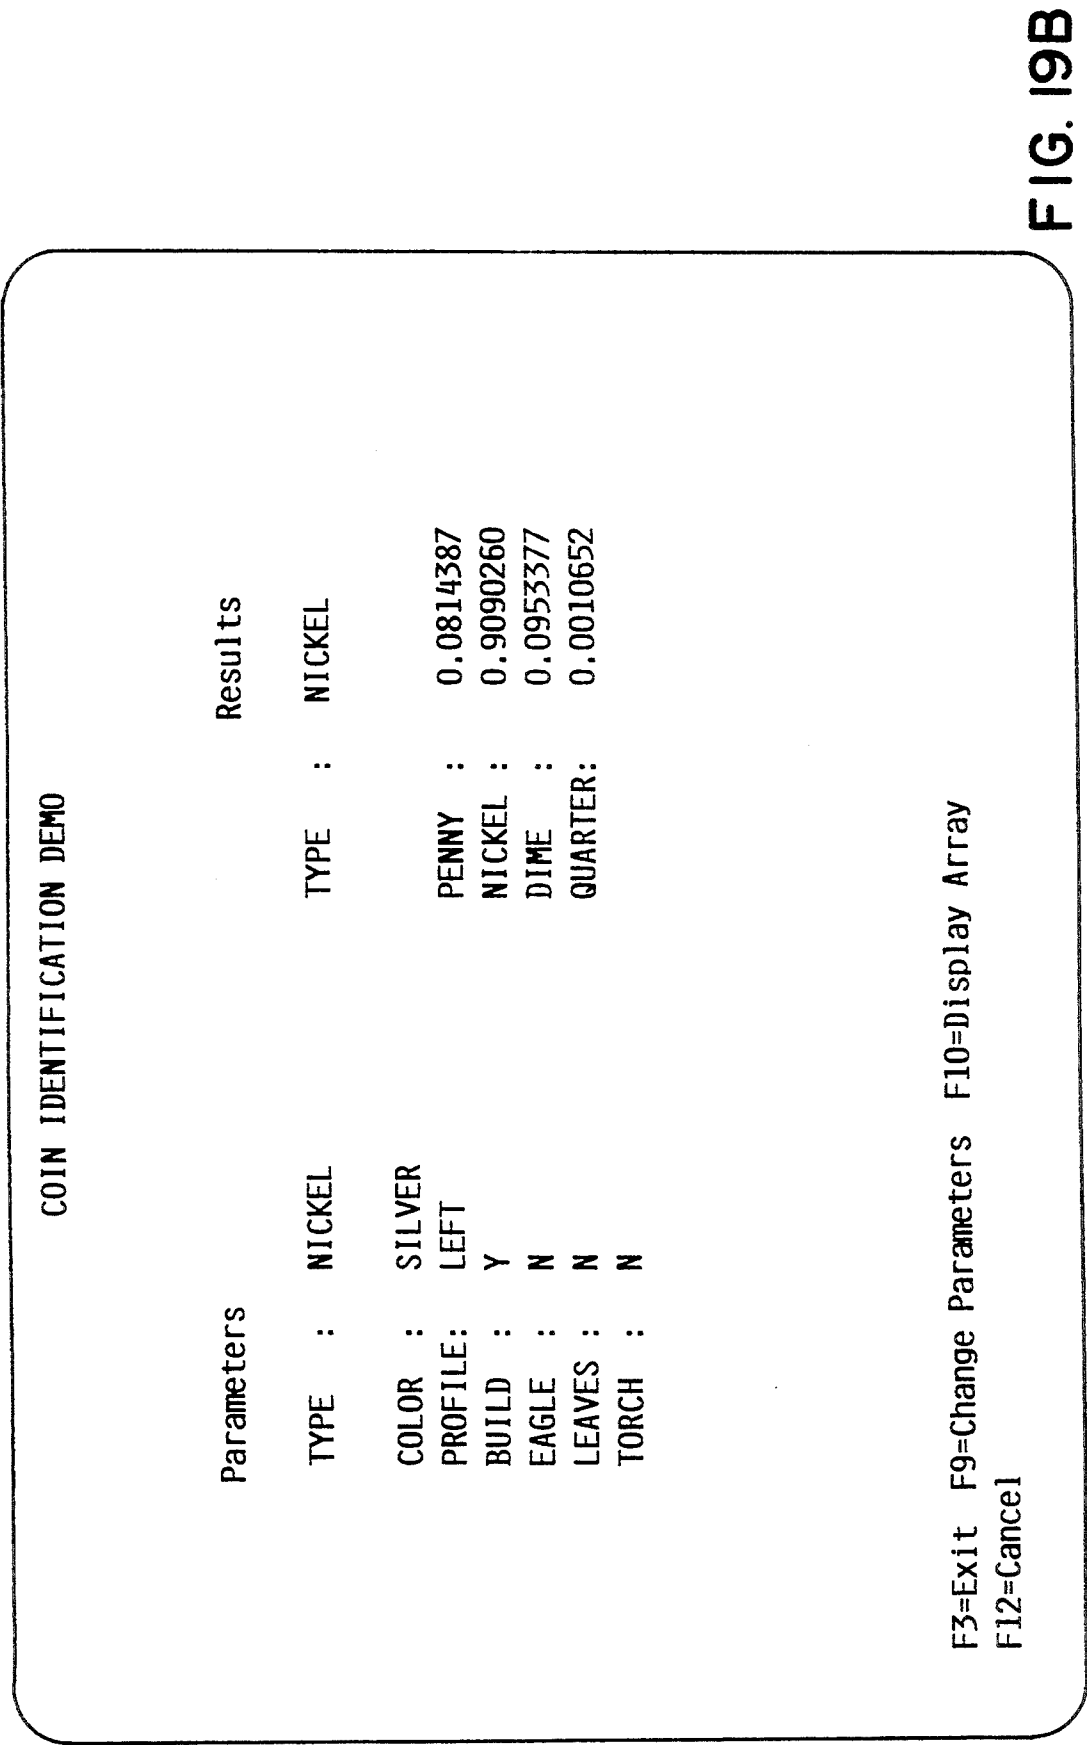 COIN IDENTIFICATION DEMO
Parameters Results
TYPE : NICKEL TYPE : NICKEL
COLOR : SILVER
PROFILE: LEFT PENNY : 0.0814387
BUILD : Y NICKEL : 0.9090260
EAGLE : N DIME : 0.0953377
LEAVES : N QUARTER: 0.0010652
TORCH : N
F3=Exit F9=Change Parameters F10=Display Array
F12=Cancel
FIG. 19B